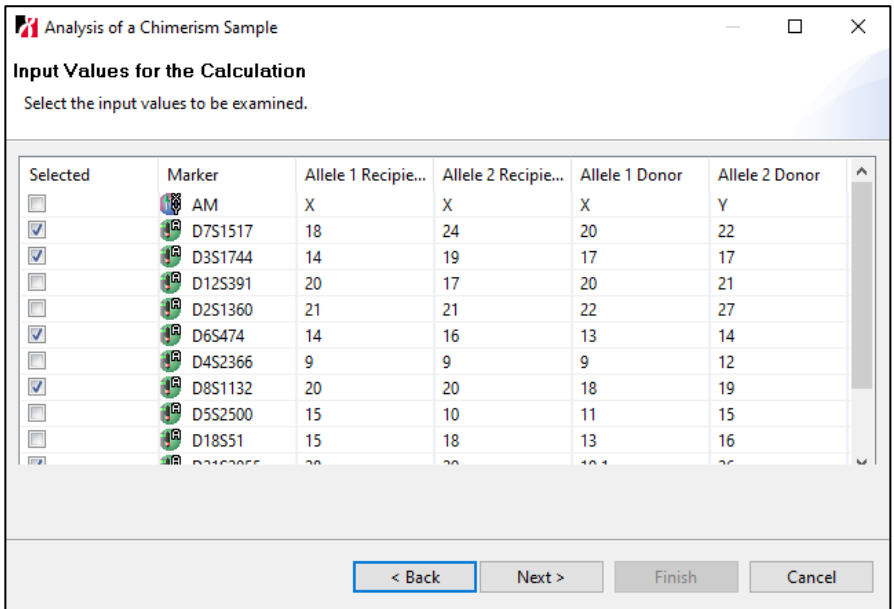 Analysis of a Chimerism Sample
Input Values for the Calculation
Select the input values to be examined.
Selected Marker Allele 1 Recipie... Allele 2 Recipie... Allele 1 Donor Allele 2 Donor
AM X X X Y
D7S1517 18 24 20 22
D3S1744 14 19 17 17
D12S391 20 17 20 21
D2S1360 21 21 22 27
D6S474 14 16 13 14
D4S2366 9 9 9 12
D8S1132 20 20 18 19
D5S2500 15 10 11 15
D18S51 15 18 13 16
< Back Next > Finish Cancel